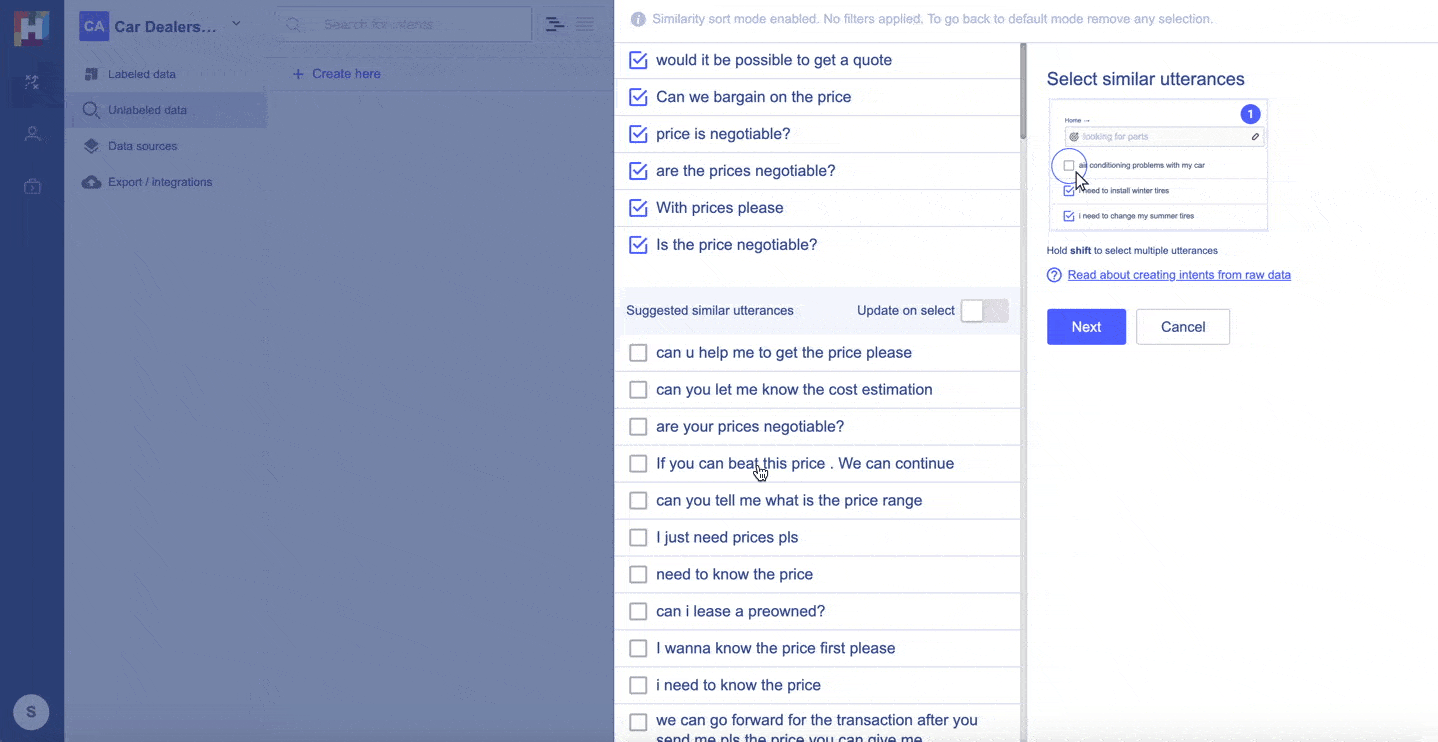 H
CA Car Dealers...
Search for intents
Labeled data
Unlabeled data
Data sources
Export / integrations
+ Create here
S
Similarity sort mode enabled. No filters applied. To go back to default mode remove any selection.
would it be possible to get a quote
Can we bargain on the price
price is negotiable?
are the prices negotiable?
With prices please
Is the price negotiable?
Suggested similar utterances
Update on select
can u help me to get the price please
can you let me know the cost estimation
are your prices negotiable?
If you can beat this price . We can continue
can you tell me what is the price range
I just need prices pls
need to know the price
can i lease a preowned?
I wanna know the price first please
i need to know the price
we can go forward for the transaction after you
send me pls the price you can give me
Select similar utterances
1
Home →
looking for parts
air conditioning problems with my car
i need to install winter tires
i need to change my summer tires
Hold shift to select multiple utterances
Read about creating intents from raw data
Next
Cancel